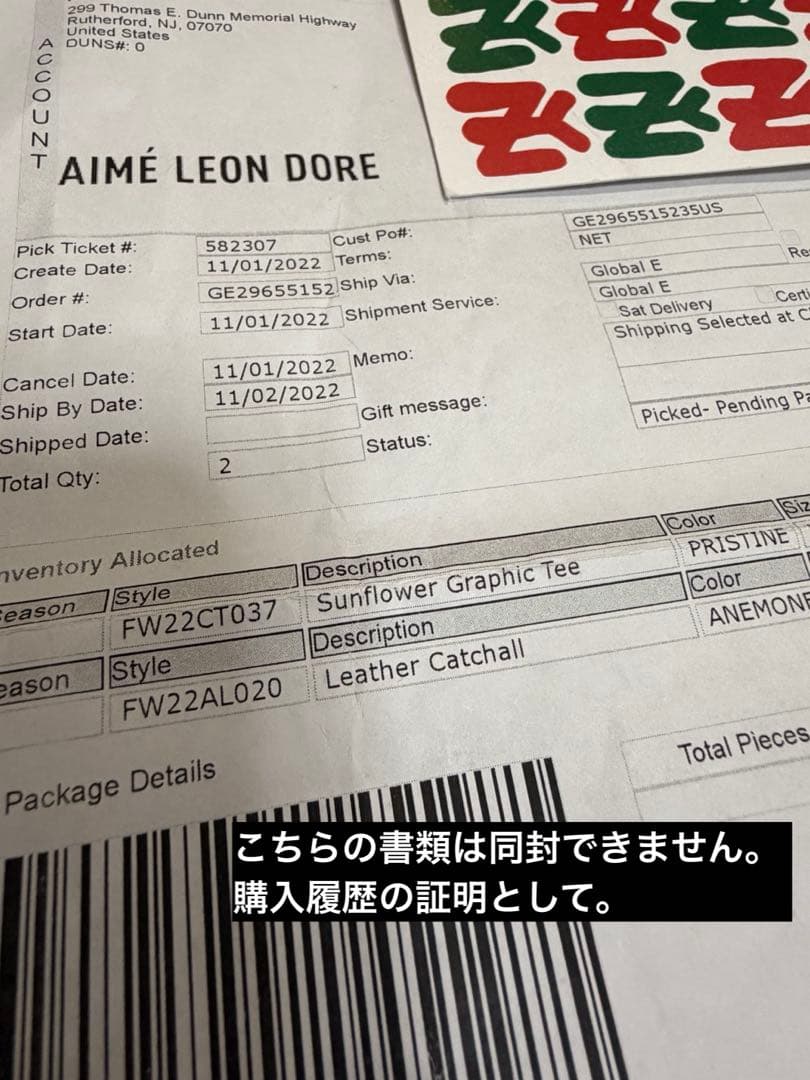 299 Thomas E. Dunn Memorial Highway
Rutherford, NJ, 07070
United States
DUNS#: 0
ACCOUNT
AIMÉ LEON DORE
Pick Ticket #: 582307 Cust Po#: GE2965515235US
Create Date: 11/01/2022 Terms: NET
Order #: GE29655152 Ship Via: Global E
Start Date: 11/01/2022 Shipment Service: Global E
Sat Delivery
Shipping Selected at
Cancel Date: 11/01/2022 Memo:
Ship By Date: 11/02/2022
Shipped Date: Gift message:
Total Qty: 2 Status: Picked- Pending
Inventory Allocated
Season Style Description Color
FW22CT037 Sunflower Graphic Tee PRISTINE
Season Style Description Color
FW22AL020 Leather Catchall ANEMONE
Package Details
Total Pieces
こちらの書類は同封できません。
購入履歴の証明として。